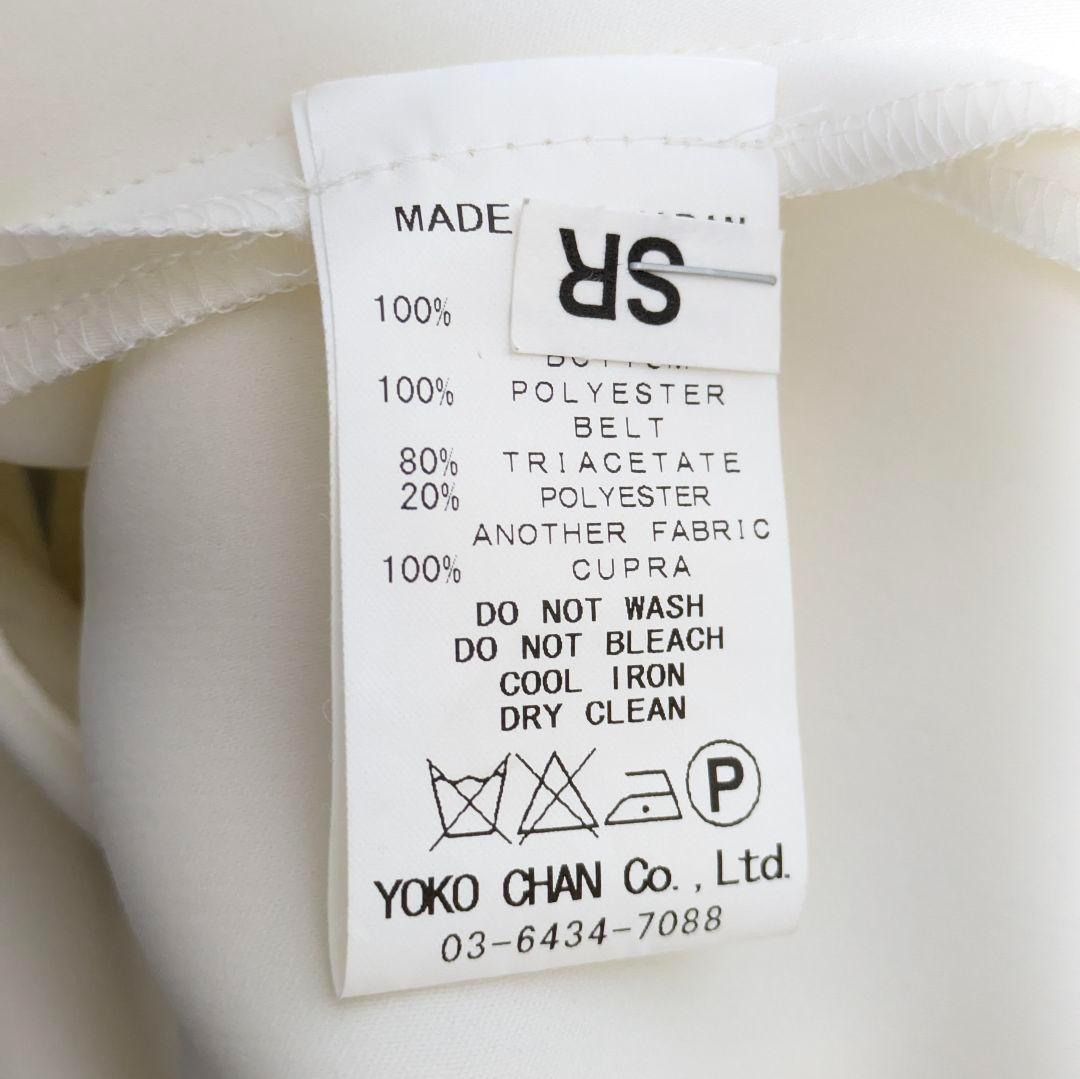 MADE
SR
100%
BOTTOM
100% POLYESTER
BELT
80% TRIACETATE
20% POLYESTER
ANOTHER FABRIC
100% CUPRA
DO NOT WASH
DO NOT BLEACH
COOL IRON
DRY CLEAN
P
YOKO CHAN Co.,Ltd.
03-6434-7088